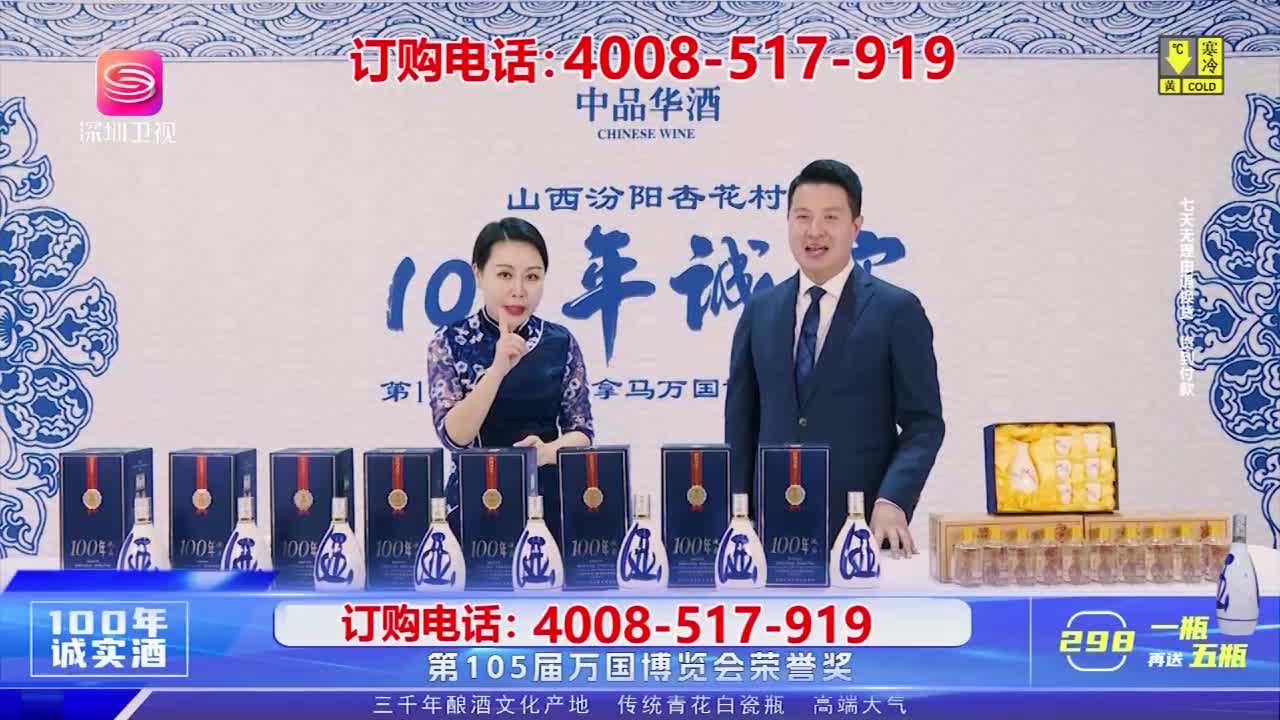 订购电话:4008-517-919
℃
寒冷
黄
COLD
深圳卫视
中品华酒
CHINESE WINE
山西汾阳杏花村
七天无理由退换货 货到付款
10
年诚
第1
拿马万国
100年
100年
100年
100年
100年
100年
100年
100年
100年
诚实酒
订购电话: 4008-517-919
第105届万国博览会荣誉奖
298
一瓶
再送 五瓶
三千年酿酒文化产地 传统青花白瓷瓶 高端大气